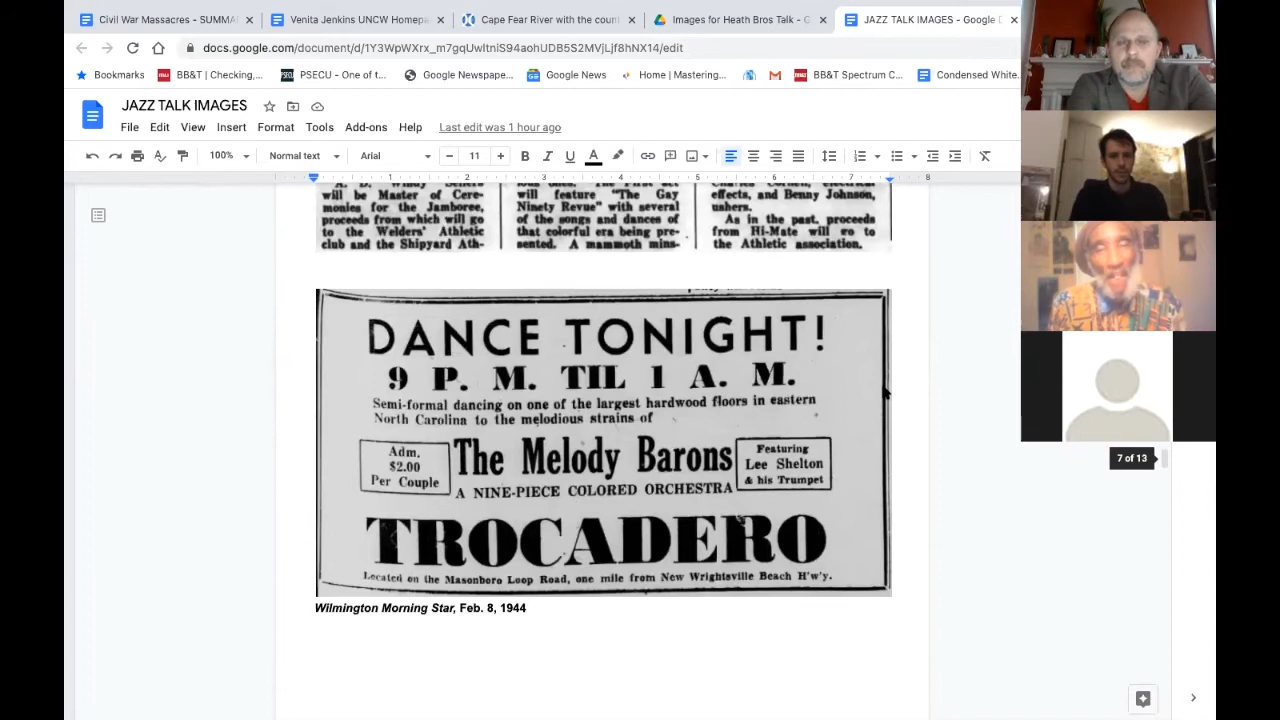 Civil War Massacres - SUMMA
Venita Jenkins UNCW Homepa
Cape Fear River with the count
Images for Heath Bros Talk - G
JAZZ TALK IMAGES - Google D
docs.google.com/document/d/1Y3WpWXrx_m7gqUwltniS94aohUDB5S2MVjLjf8hNX14/edit
Bookmarks
BB&T | Checking,...
PSECU - One of t...
Google Newspape...
Google News
Home | Mastering...
BB&T Spectrum C...
Condensed White...
JAZZ TALK IMAGES
File Edit View Insert Format Tools Add-ons Help Last edit was 1 hour ago
100% Normal text Arial 11
1 2 3 4 5 6 7 8
will be Master of Cere-
monies for the Jamboree,
proceeds from which will go
to the Welders' Athletic
club and the Shipyard Ath-
will feature "The Gay
Ninety Revue" with several
of the songs and dances of
that colorful era being pre-
sented. A mammoth mins-
effects, and Benny Johnson,
ushers.
As in the past, proceeds
from Hi-Mate will go to
the Athletic association.
DANCE TONIGHT!
9 P. M. TIL 1 A. M.
Semi-formal dancing on one of the largest hardwood floors in eastern
North Carolina to the melodious strains of
Adm.
$2.00
Per Couple
The Melody Barons
Featuring
Lee Shelton
& his Trumpet
A NINE-PIECE COLORED ORCHESTRA
TROCADERO
Located on the Masonboro Loop Road, one mile from New Wrightsville Beach H'w'y.
Wilmington Morning Star, Feb. 8, 1944
7 of 13